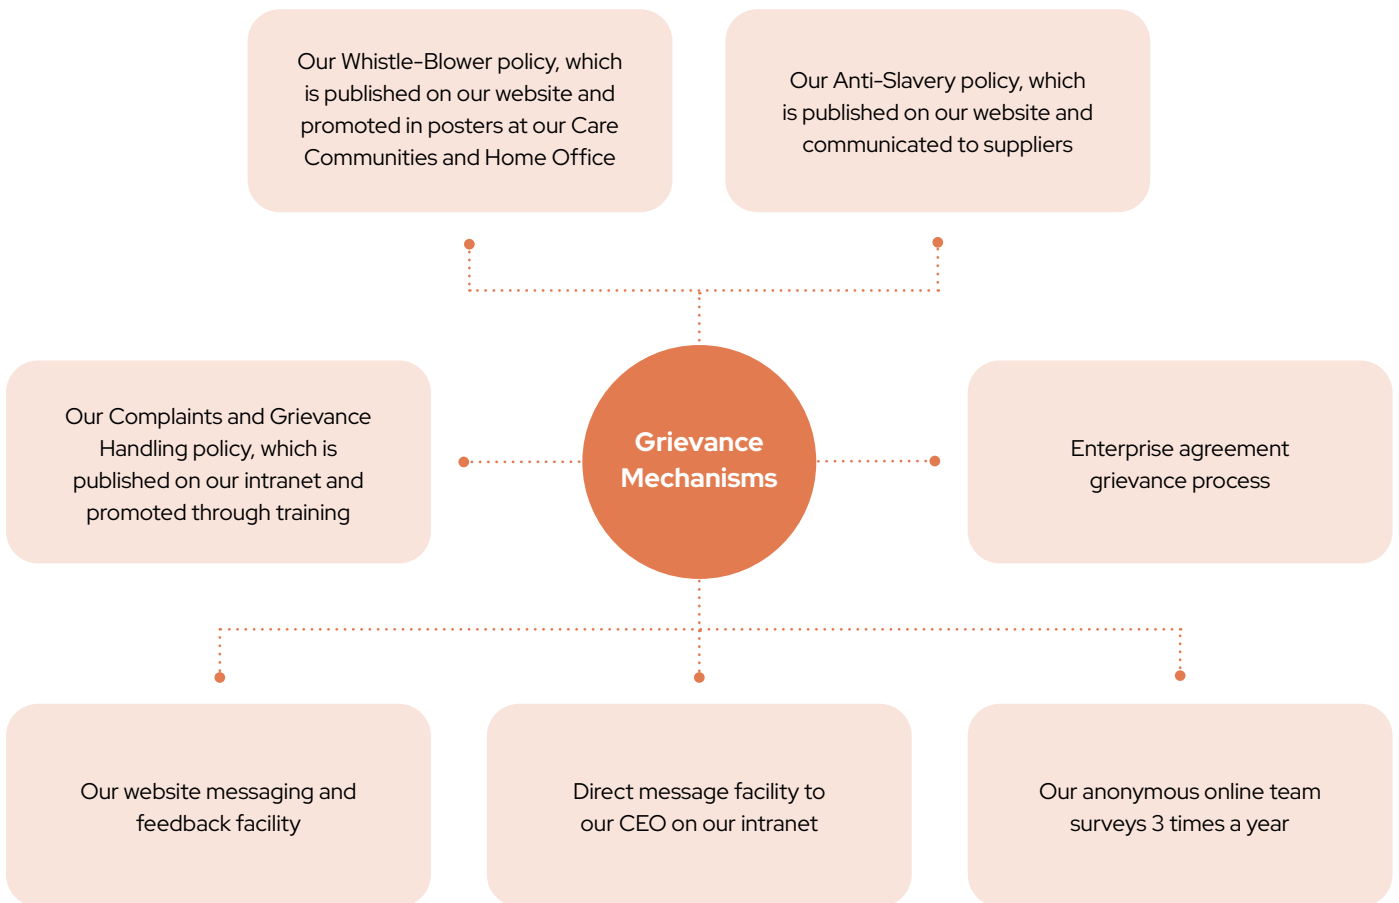 Our Whistle-Blower policy, which
is published on our website and
promoted in posters at our Care
Communities and Home Office
Our Anti-Slavery policy, which
is published on our website and
communicated to suppliers
Our Complaints and Grievance
Handling policy, which is
published on our intranet and
promoted through training
Grievance
Mechanisms
Enterprise agreement
grievance process
Our website messaging and
feedback facility
Direct message facility to
our CEO on our intranet
Our anonymous online team
surveys 3 times a year